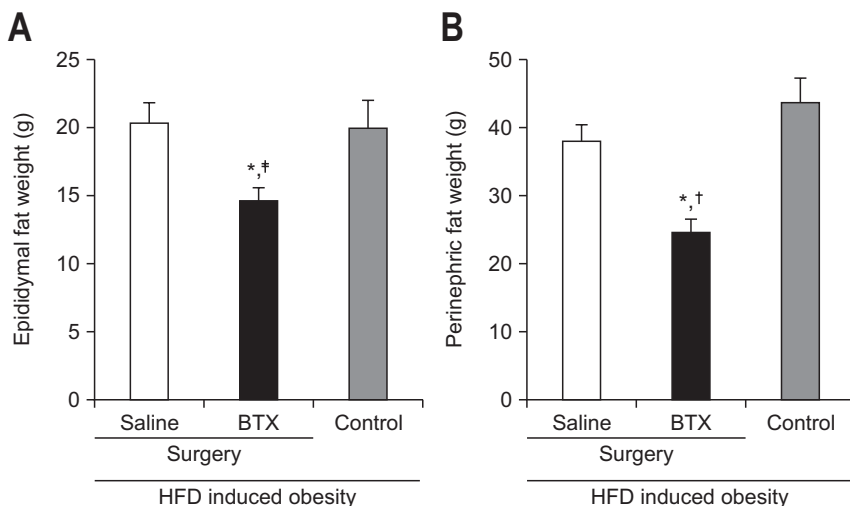 A
Epididymal fat weight (g)
25
20
15
10
5
0
*,‡
Saline BTX Control
Surgery
HFD induced obesity
B
Perinephric fat weight (g)
50
40
30
20
10
0
*,†
Saline BTX Control
Surgery
HFD induced obesity